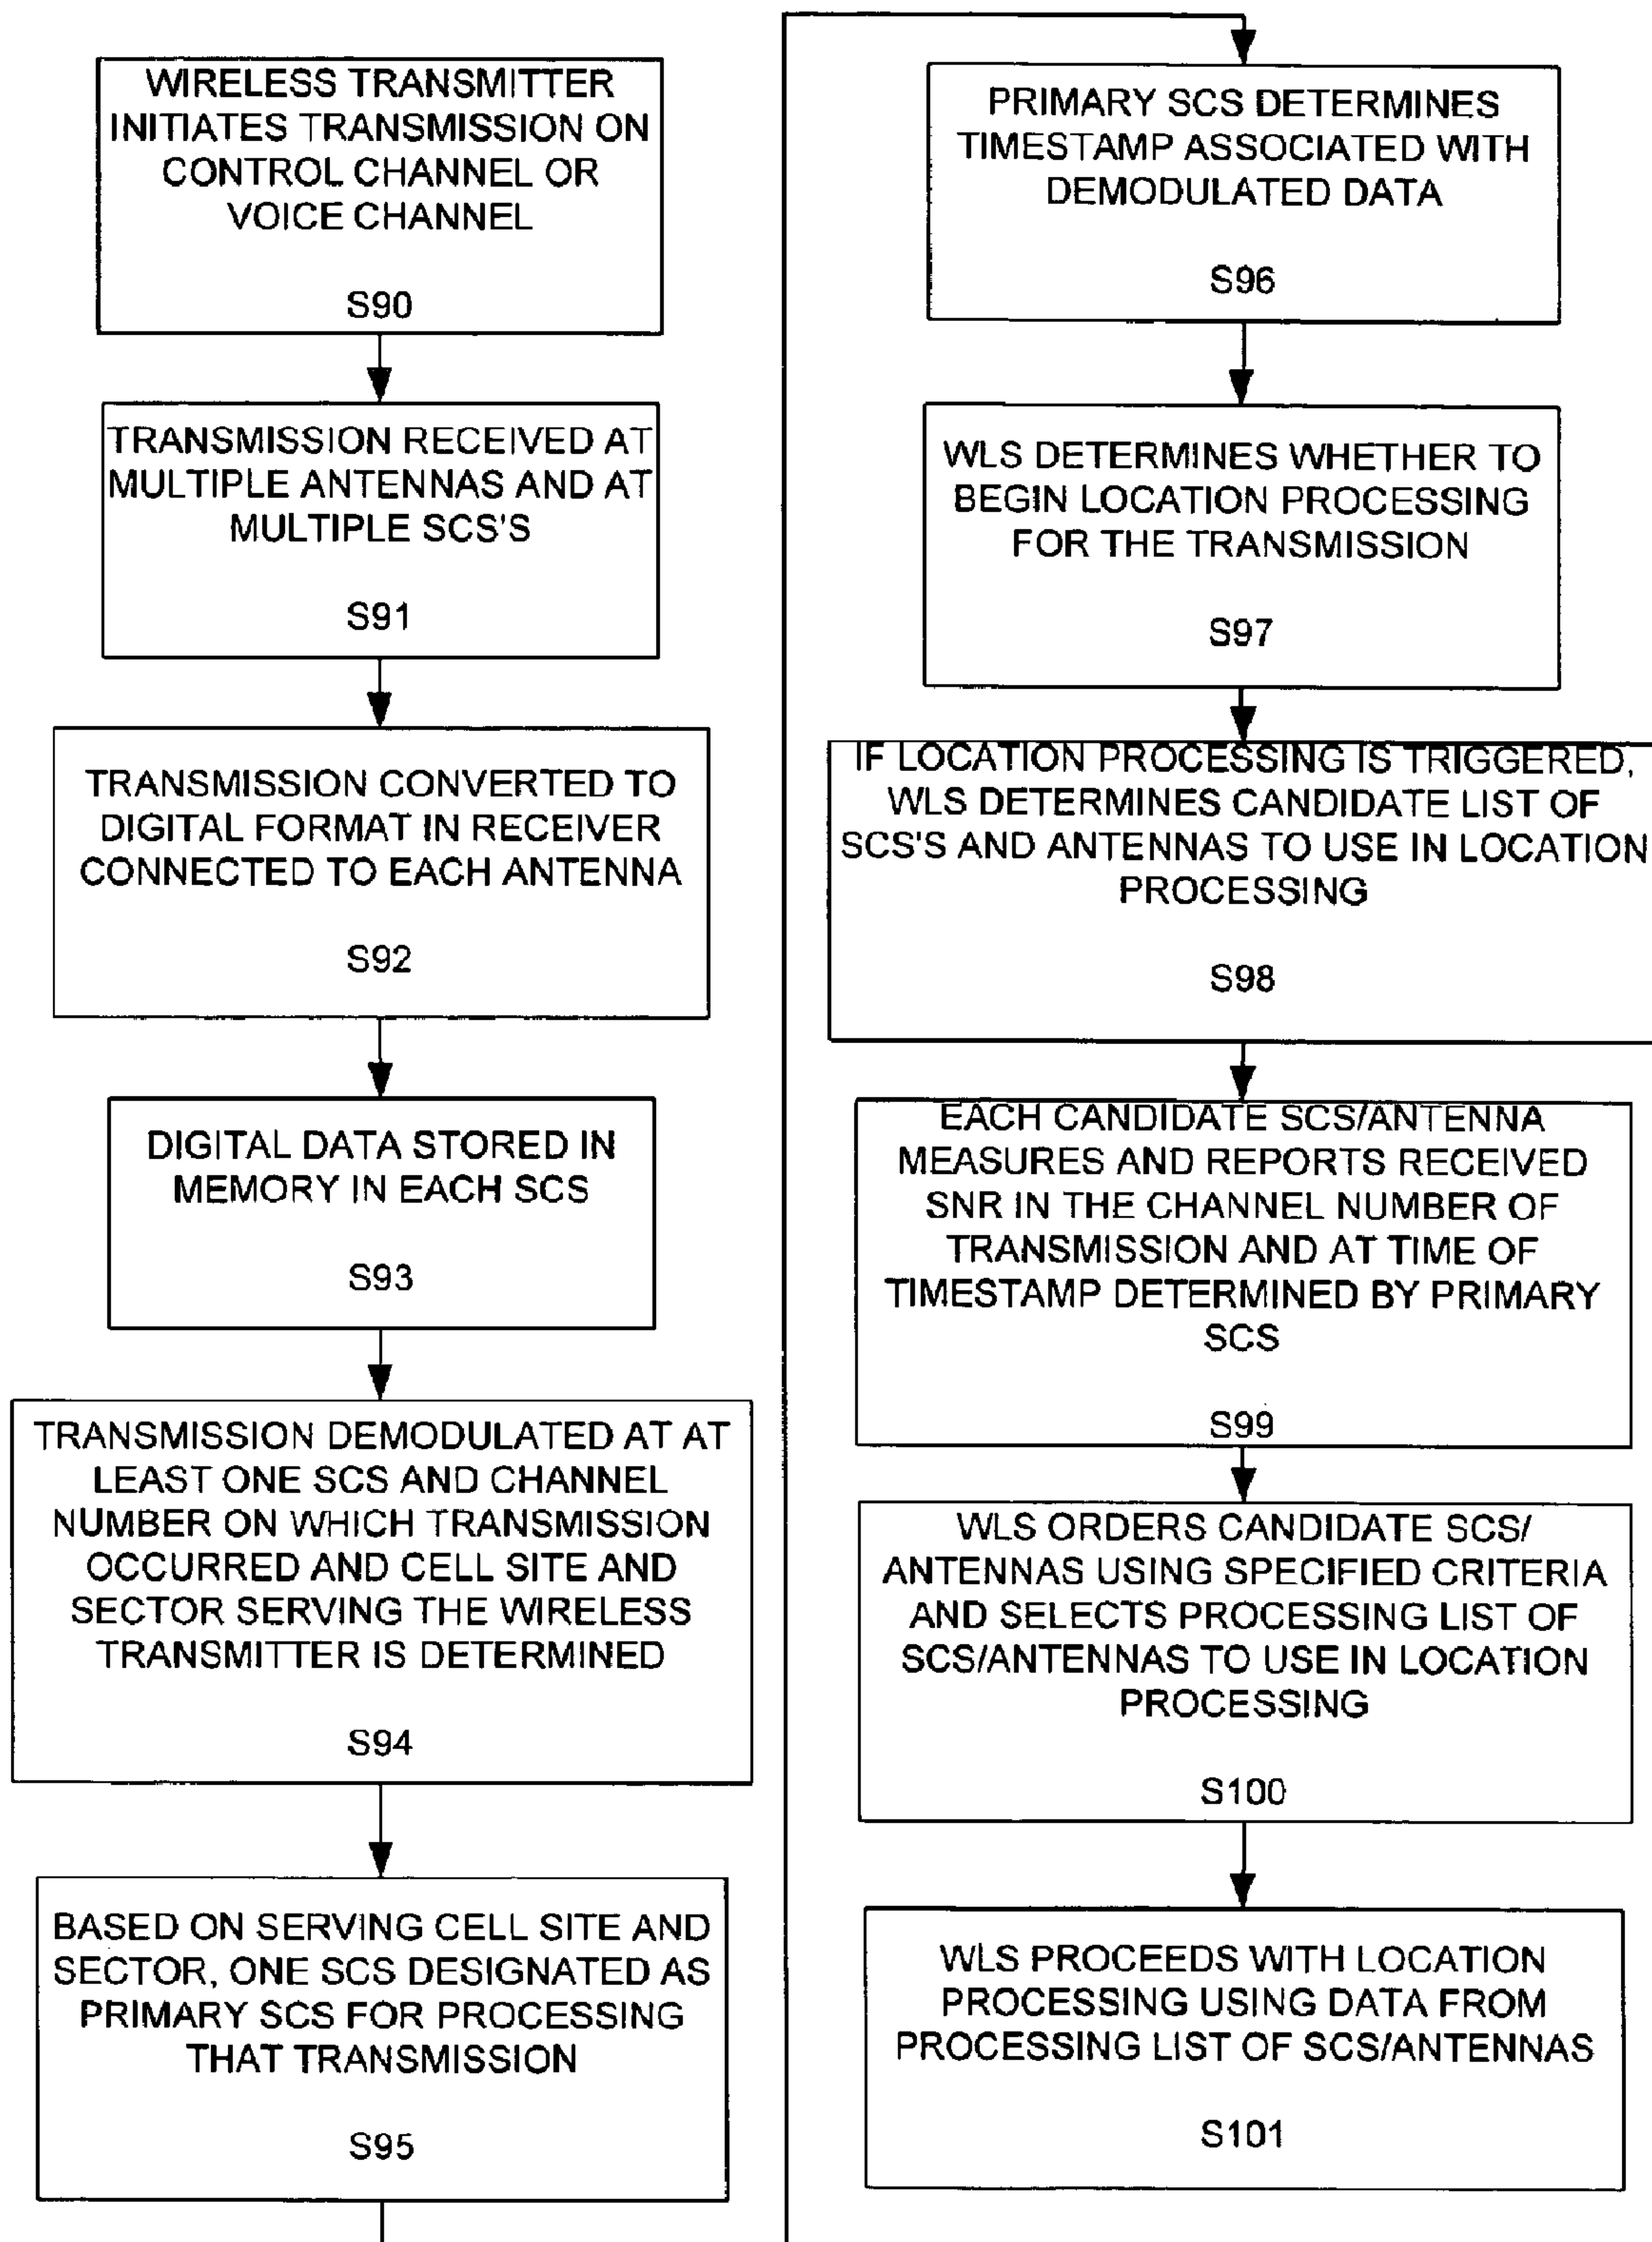 WIRELESS TRANSMITTER
INITIATES TRANSMISSION ON
CONTROL CHANNEL OR
VOICE CHANNEL
S90
TRANSMISSION RECEIVED AT
MULTIPLE ANTENNAS AND AT
MULTIPLE SCS'S
S91
TRANSMISSION CONVERTED TO
DIGITAL FORMAT IN RECEIVER
CONNECTED TO EACH ANTENNA
S92
DIGITAL DATA STORED IN
MEMORY IN EACH SCS
S93
TRANSMISSION DEMODULATED AT AT
LEAST ONE SCS AND CHANNEL
NUMBER ON WHICH TRANSMISSION
OCCURRED AND CELL SITE AND
SECTOR SERVING THE WIRELESS
TRANSMITTER IS DETERMINED
S94
BASED ON SERVING CELL SITE AND
SECTOR, ONE SCS DESIGNATED AS
PRIMARY SCS FOR PROCESSING
THAT TRANSMISSION
S95
PRIMARY SCS DETERMINES
TIMESTAMP ASSOCIATED WITH
DEMODULATED DATA
S96
WLS DETERMINES WHETHER TO
BEGIN LOCATION PROCESSING
FOR THE TRANSMISSION
S97
IF LOCATION PROCESSING IS TRIGGERED,
WLS DETERMINES CANDIDATE LIST OF
SCS'S AND ANTENNAS TO USE IN LOCATION
PROCESSING
S98
EACH CANDIDATE SCS/ANTENNA
MEASURES AND REPORTS RECEIVED
SNR IN THE CHANNEL NUMBER OF
TRANSMISSION AND AT TIME OF
TIMESTAMP DETERMINED BY PRIMARY
SCS
S99
WLS ORDERS CANDIDATE SCS/
ANTENNAS USING SPECIFIED CRITERIA
AND SELECTS PROCESSING LIST OF
SCS/ANTENNAS TO USE IN LOCATION
PROCESSING
S100
WLS PROCEEDS WITH LOCATION
PROCESSING USING DATA FROM
PROCESSING LIST OF SCS/ANTENNAS
S101